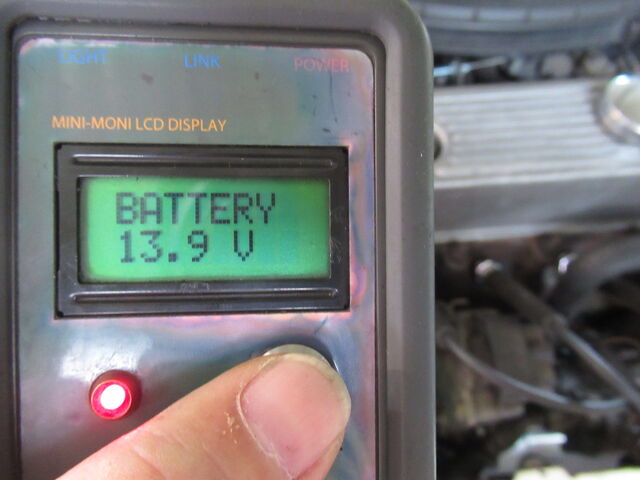 LIGHT LINK POWER
MINI-MONI LCD DISPLAY
BATTERY
13.9 V